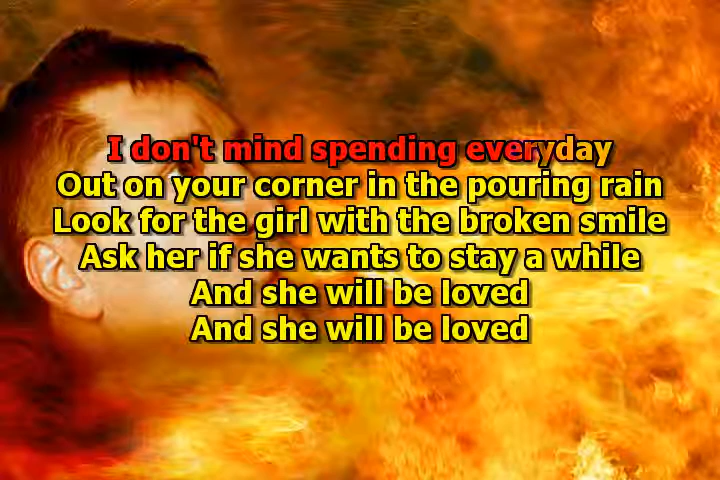 I don't mind spending everyday
Out on your corner in the pouring rain
Look for the girl with the broken smile
Ask her if she wants to stay a while
And she will be loved
And she will be loved